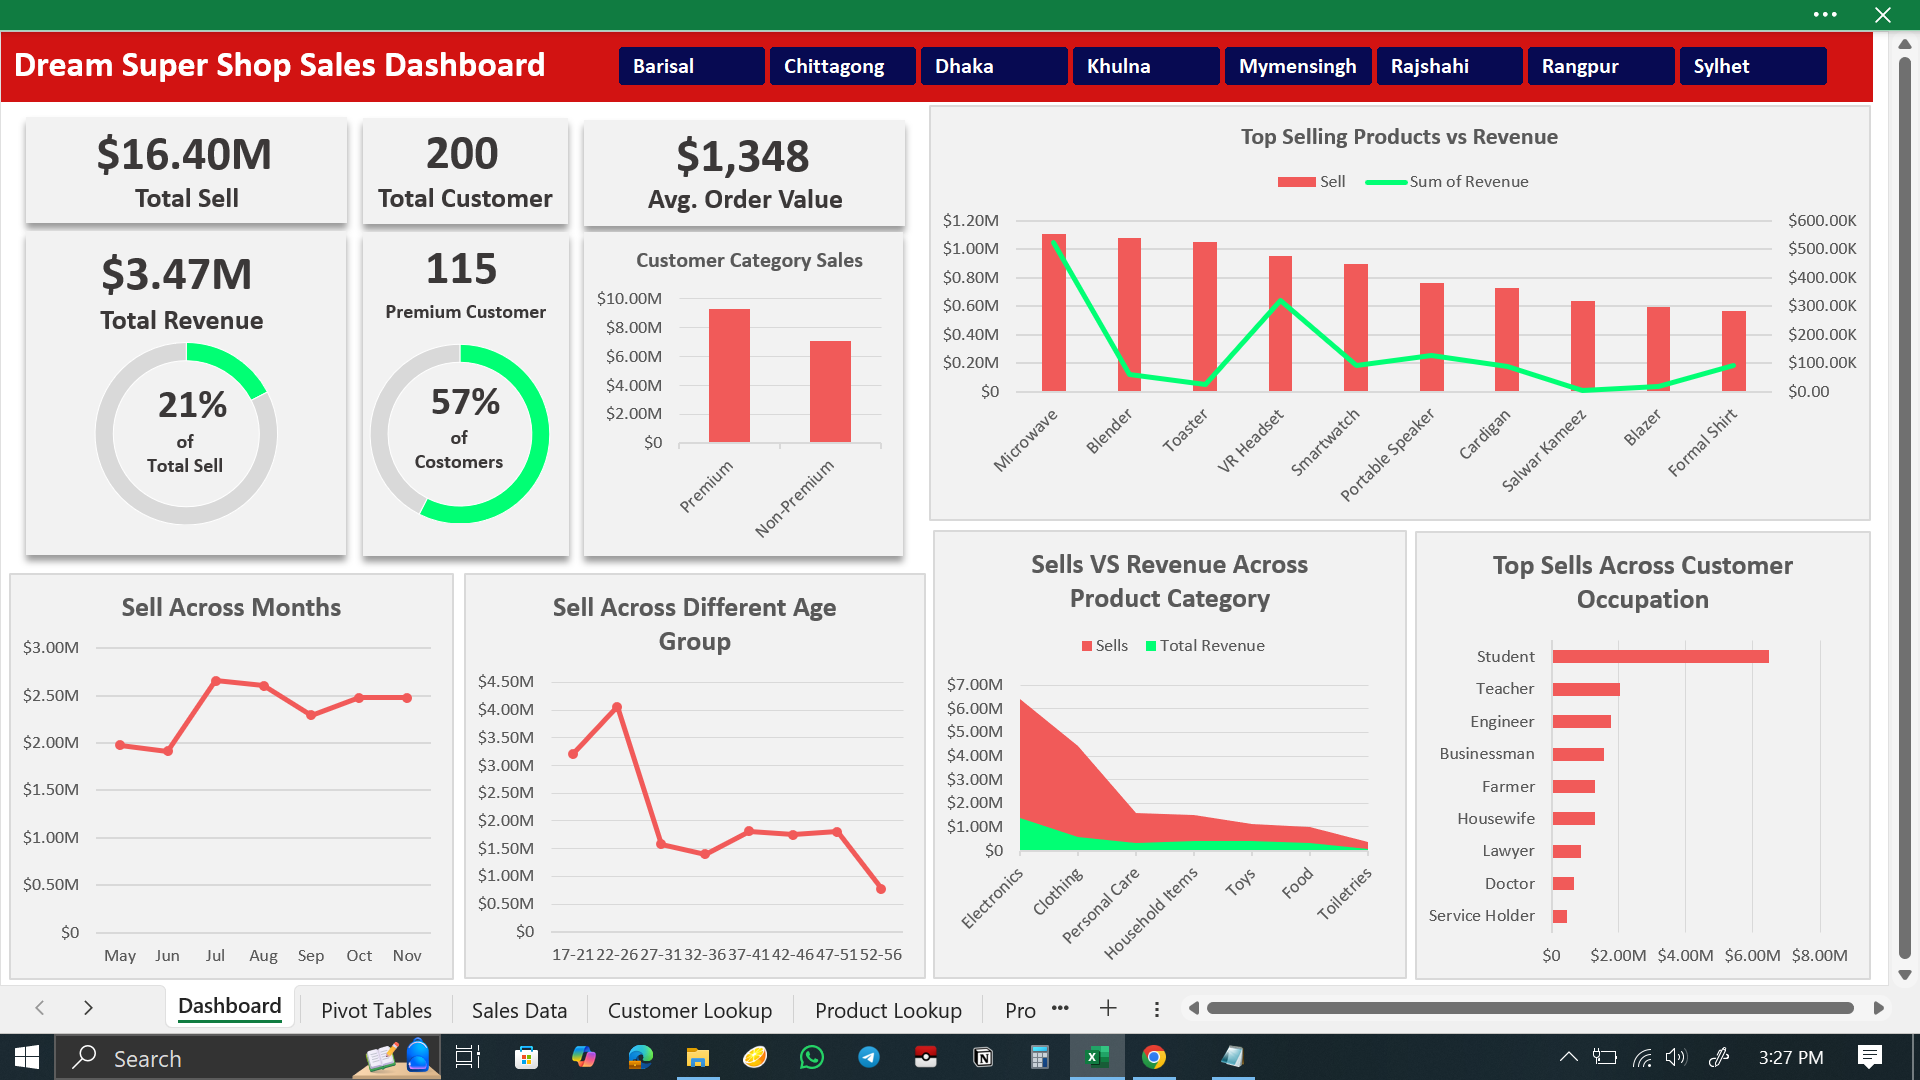 Dream Super Shop Sales Dashboard
Barisal
Chittagong
Dhaka
Khulna
Mymensingh
Rajshahi
Rangpur
Sylhet
$16.40M
Total Sell
200
Total Customer
$1,348
Avg. Order Value
$3.47M
Total Revenue
21%
of
Total Sell
115
Premium Customer
57%
of
Costomers
Customer Category Sales
$10.00M
$8.00M
$6.00M
$4.00M
$2.00M
$0
Premium
Non-Premium
Top Selling Products vs Revenue
Sell
Sum of Revenue
$1.20M
$1.00M
$0.80M
$0.60M
$0.40M
$0.20M
$0
$600.00K
$500.00K
$400.00K
$300.00K
$200.00K
$100.00K
$0.00
Microwave
Blender
Toaster
VR Headset
Smartwatch
Portable Speaker
Cardigan
Salwar Kameez
Blazer
Formal Shirt
Sell Across Months
$3.00M
$2.50M
$2.00M
$1.50M
$1.00M
$0.50M
$0
May
Jun
Jul
Aug
Sep
Oct
Nov
Sell Across Different Age
Group
$4.50M
$4.00M
$3.50M
$3.00M
$2.50M
$2.00M
$1.50M
$1.00M
$0.50M
$0
17-21
22-26
27-31
32-36
37-41
42-46
47-51
52-56
Sells VS Revenue Across
Product Category
Sells
Total Revenue
$7.00M
$6.00M
$5.00M
$4.00M
$3.00M
$2.00M
$1.00M
$0
Electronics
Clothing
Personal Care
Household Items
Toys
Food
Toiletries
Top Sells Across Customer
Occupation
Student
Teacher
Engineer
Businessman
Farmer
Housewife
Lawyer
Doctor
Service Holder
$0
$2.00M
$4.00M
$6.00M
$8.00M
Dashboard
Pivot Tables
Sales Data
Customer Lookup
Product Lookup
Pro
Search
3:27 PM